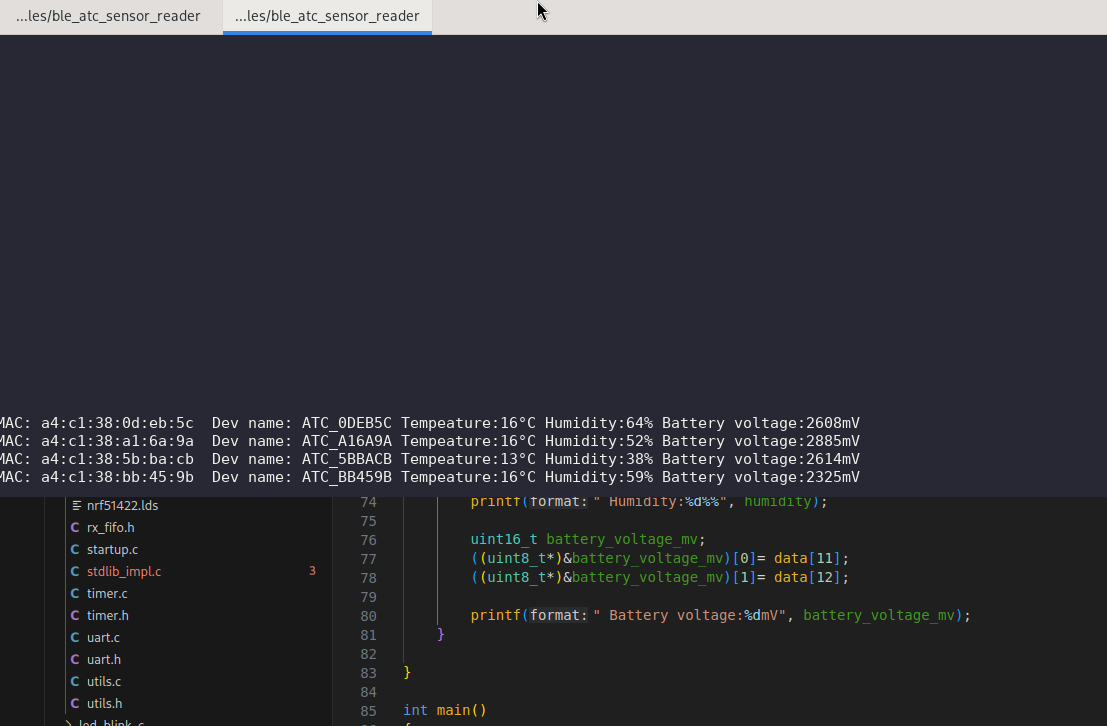 ...les/ble_atc_sensor_reader
...les/ble_atc_sensor_reader
MAC: a4:c1:38:0d:eb:5c  Dev name: ATC_0DEB5C Tempeature:16°C Humidity:64% Battery voltage:2608mV
MAC: a4:c1:38:a1:6a:9a  Dev name: ATC_A16A9A Tempeature:16°C Humidity:52% Battery voltage:2885mV
MAC: a4:c1:38:5b:ba:cb  Dev name: ATC_5BBACB Tempeature:13°C Humidity:38% Battery voltage:2614mV
MAC: a4:c1:38:bb:45:9b  Dev name: ATC_BB459B Tempeature:16°C Humidity:59% Battery voltage:2325mV
nrf51422.lds
C rx_fifo.h
C startup.c
C stdlib_impl.c 3
C timer.c
C timer.h
C uart.c
C uart.h
C utils.c
C utils.h
led_blink_c
74 printf(format: " Humidity:%d%%", humidity);
75
76 uint16_t battery_voltage_mv;
77 ((uint8_t*)&battery_voltage_mv)[0]= data[11];
78 ((uint8_t*)&battery_voltage_mv)[1]= data[12];
79
80 printf(format: " Battery voltage:%dmV", battery_voltage_mv);
81 }
82
83 }
84
85 int main()